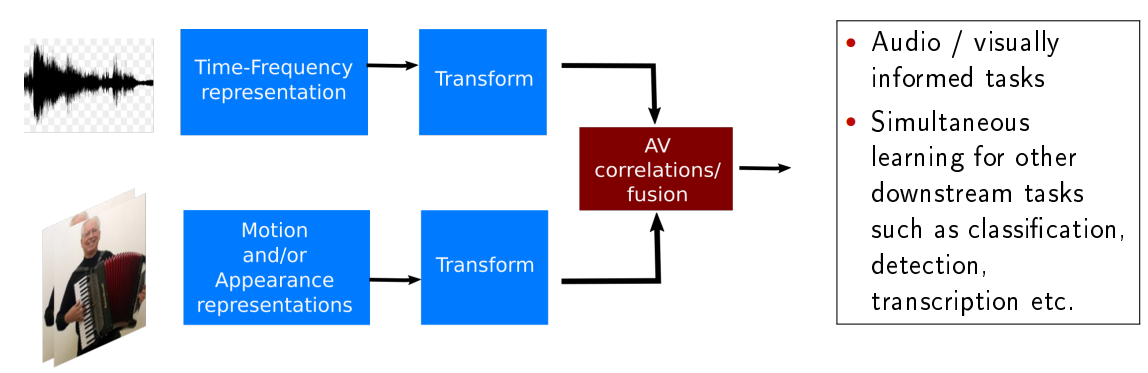 Time-Frequency
representation
Transform
Motion
and/or
Appearance
representations
Transform
AV
correlations/
fusion
• Audio / visually
informed tasks
• Simultaneous
learning for other
downstream tasks
such as classification,
detection,
transcription etc.